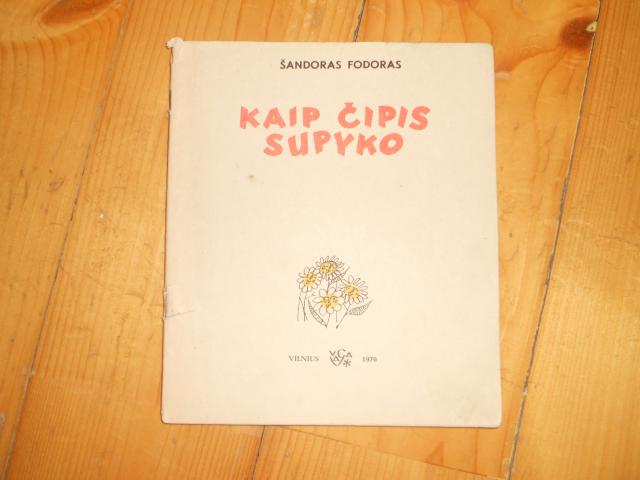 ŠANDORAS FODORAS
KAIP ČIPIS
SUPYKO
VILNIUS 1970